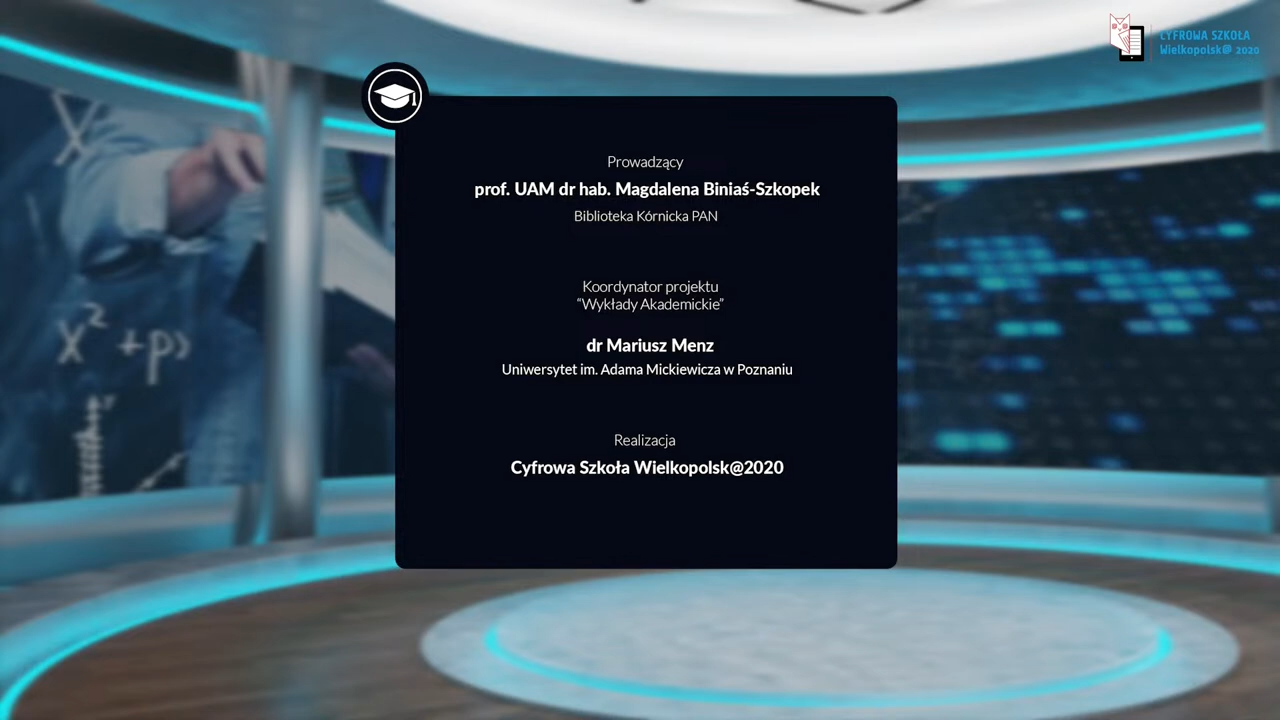 CYFROWA SZKOŁA
Wielkopolsk@ 2020
Prowadzący
prof. UAM dr hab. Magdalena Biniaś-Szkopek
Biblioteka Kórnicka PAN
Koordynator projektu
“Wykłady Akademickie”
dr Mariusz Menz
Uniwersytet im. Adama Mickiewicza w Poznaniu
Realizacja
Cyfrowa Szkoła Wielkopolsk@2020
X
x² +p